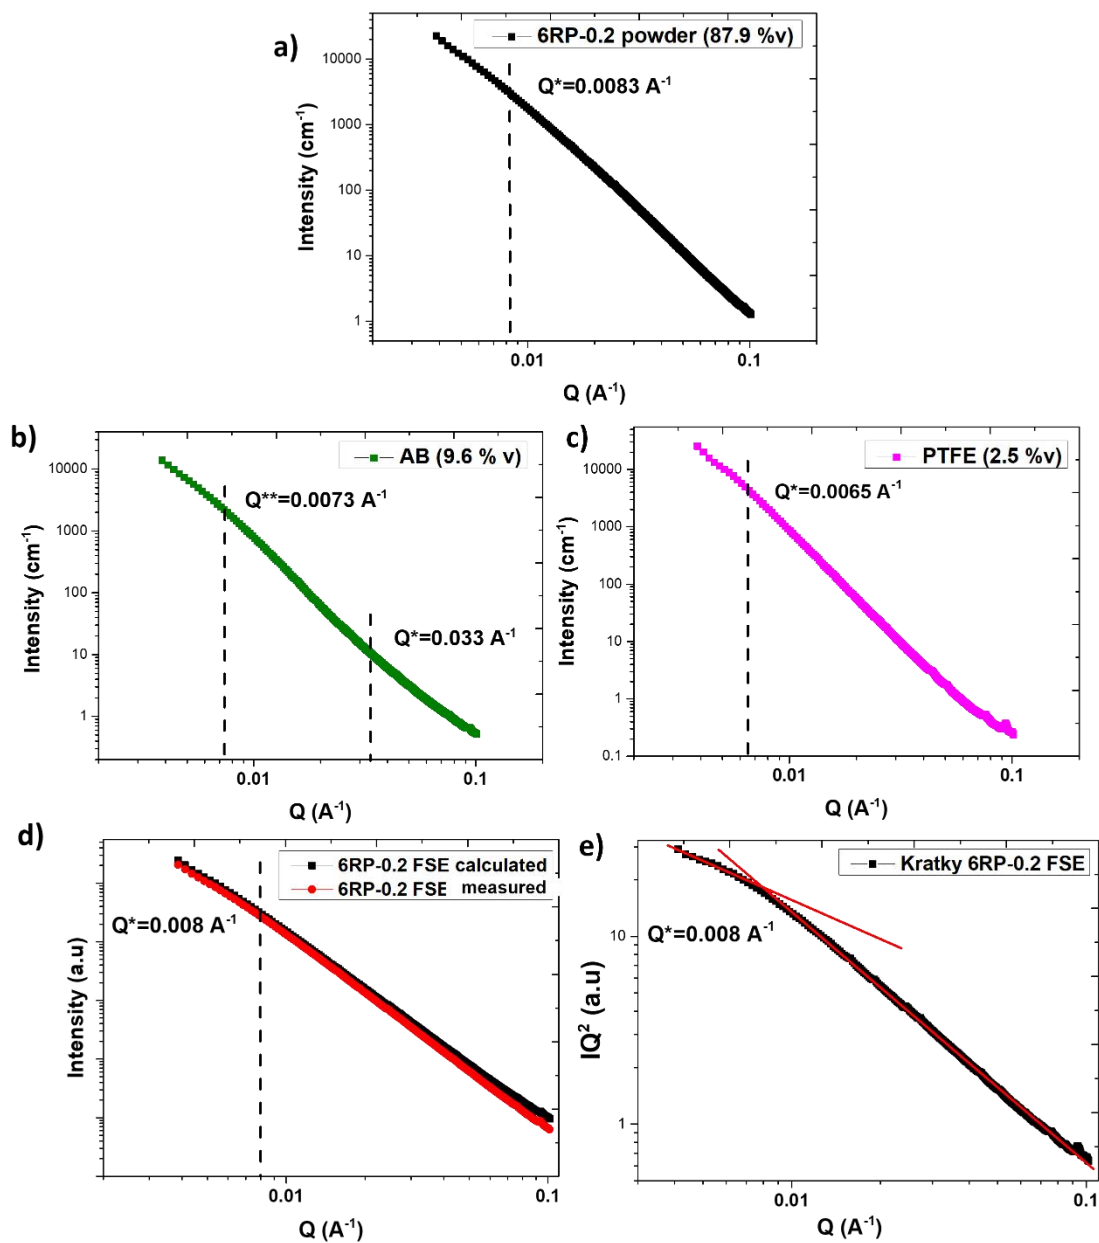 a)
6RP-0.2 powder (87.9 %v)
Q*=0.0083 A⁻¹
Intensity (cm⁻¹)
10000
1000
100
10
1
0.01
0.1
Q (A⁻¹)
b)
AB (9.6 % v)
Q**=0.0073 A⁻¹
Q*=0.033 A⁻¹
Intensity (cm⁻¹)
10000
1000
100
10
1
0.01
0.1
Q (A⁻¹)
c)
PTFE (2.5 %v)
Q*=0.0065 A⁻¹
Intensity (cm⁻¹)
10000
1000
100
10
1
0.1
0.01
0.1
Q (A⁻¹)
d)
6RP-0.2 FSE calculated
6RP-0.2 FSE measured
Q*=0.008 A⁻¹
Intensity (a.u)
0.01
0.1
Q (A⁻¹)
e)
Kratky 6RP-0.2 FSE
Q*=0.008 A⁻¹
IQ² (a.u)
10
1
0.01
0.1
Q (A⁻¹)